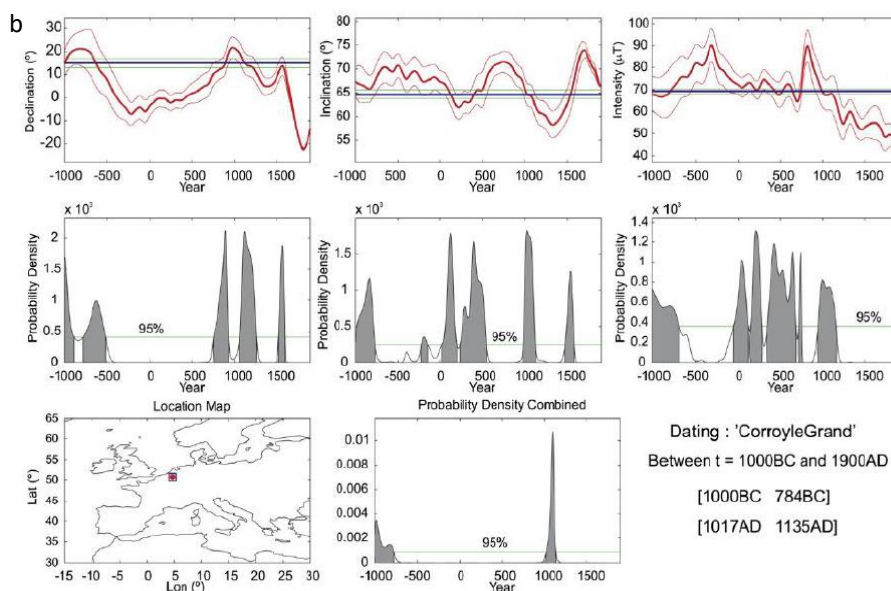 b
Declination (º)
30
20
10
0
-10
-20
-1000 -500 0 500 1000 1500
Year
Inclination (º)
75
70
65
60
55
-1000 -500 0 500 1000 1500
Year
Intensity (μT)
100
90
80
70
60
50
40
-1000 -500 0 500 1000 1500
Year
x 10³
Probability Density
2
1.5
1
0.5
0
95%
-1000 -500 0 500 1000 1500
Year
x 10³
Probability Density
1.5
1
0.5
0
95%
-1000 -500 0 500 1000 1500
Year
x 10³
Probability Density
1.4
1.2
1
0.8
0.6
0.4
0.2
0
95%
-1000 -500 0 500 1000 1500
Year
Location Map
Lat (º)
65
60
55
50
45
40
35
30
-15 -10 -5 0 5 10 15 20 25 30
Lon (º)
Probability Density Combined
0.01
0.008
0.006
0.004
0.002
0
95%
-1000 -500 0 500 1000 1500
Year
Dating : 'CorroyleGrand'
Between t = 1000BC and 1900AD
[1000BC 784BC]
[1017AD 1135AD]